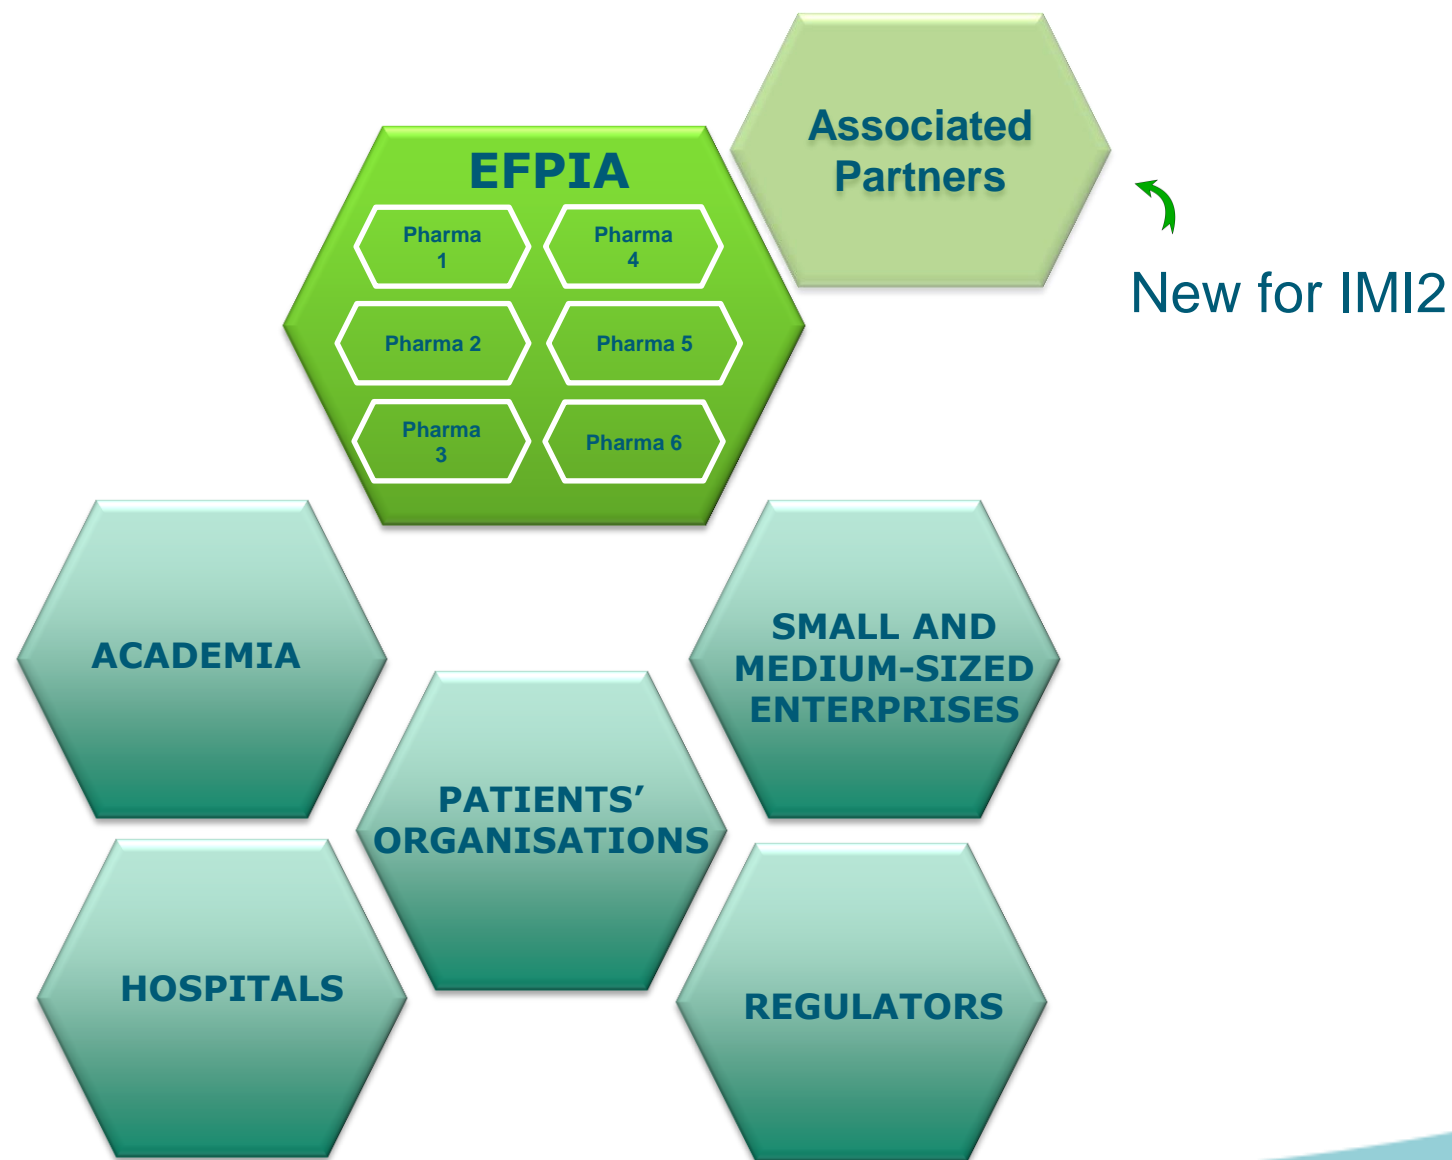 Associated
Partners
New for IMI2
EFPIA
Pharma
1
Pharma
4
Pharma 2
Pharma 5
Pharma
3
Pharma 6
ACADEMIA
SMALL AND
MEDIUM-SIZED
ENTERPRISES
PATIENTS’
ORGANISATIONS
HOSPITALS
REGULATORS